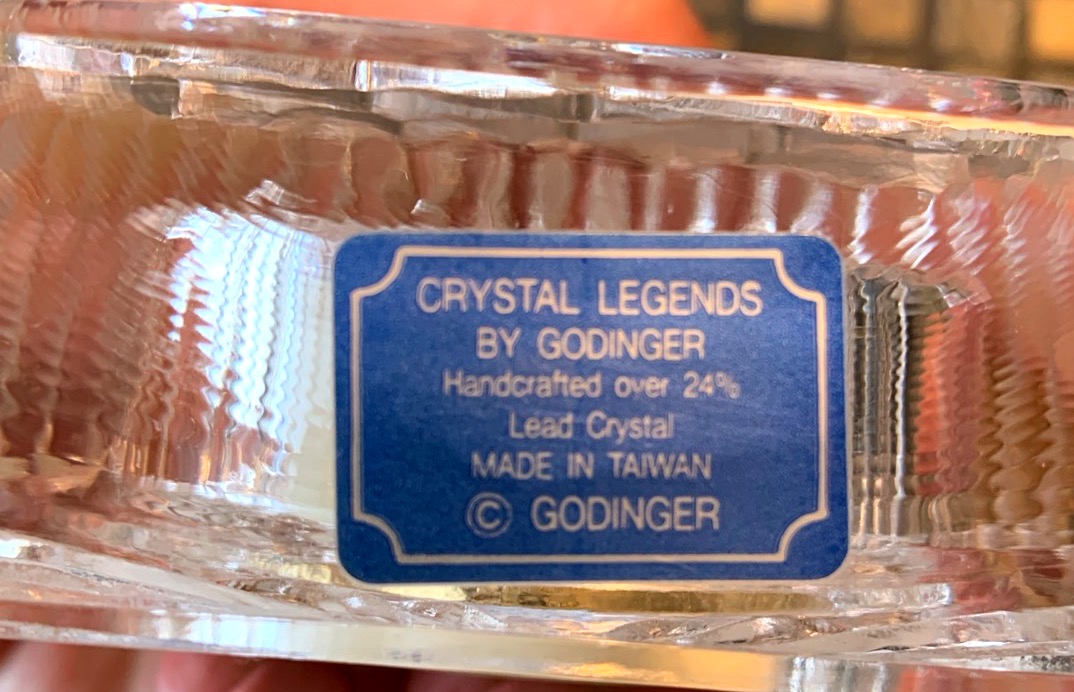 CRYSTAL LEGENDS
BY GODINGER
Handcrafted over 24%
Lead Crystal
MADE IN TAIWAN
© GODINGER